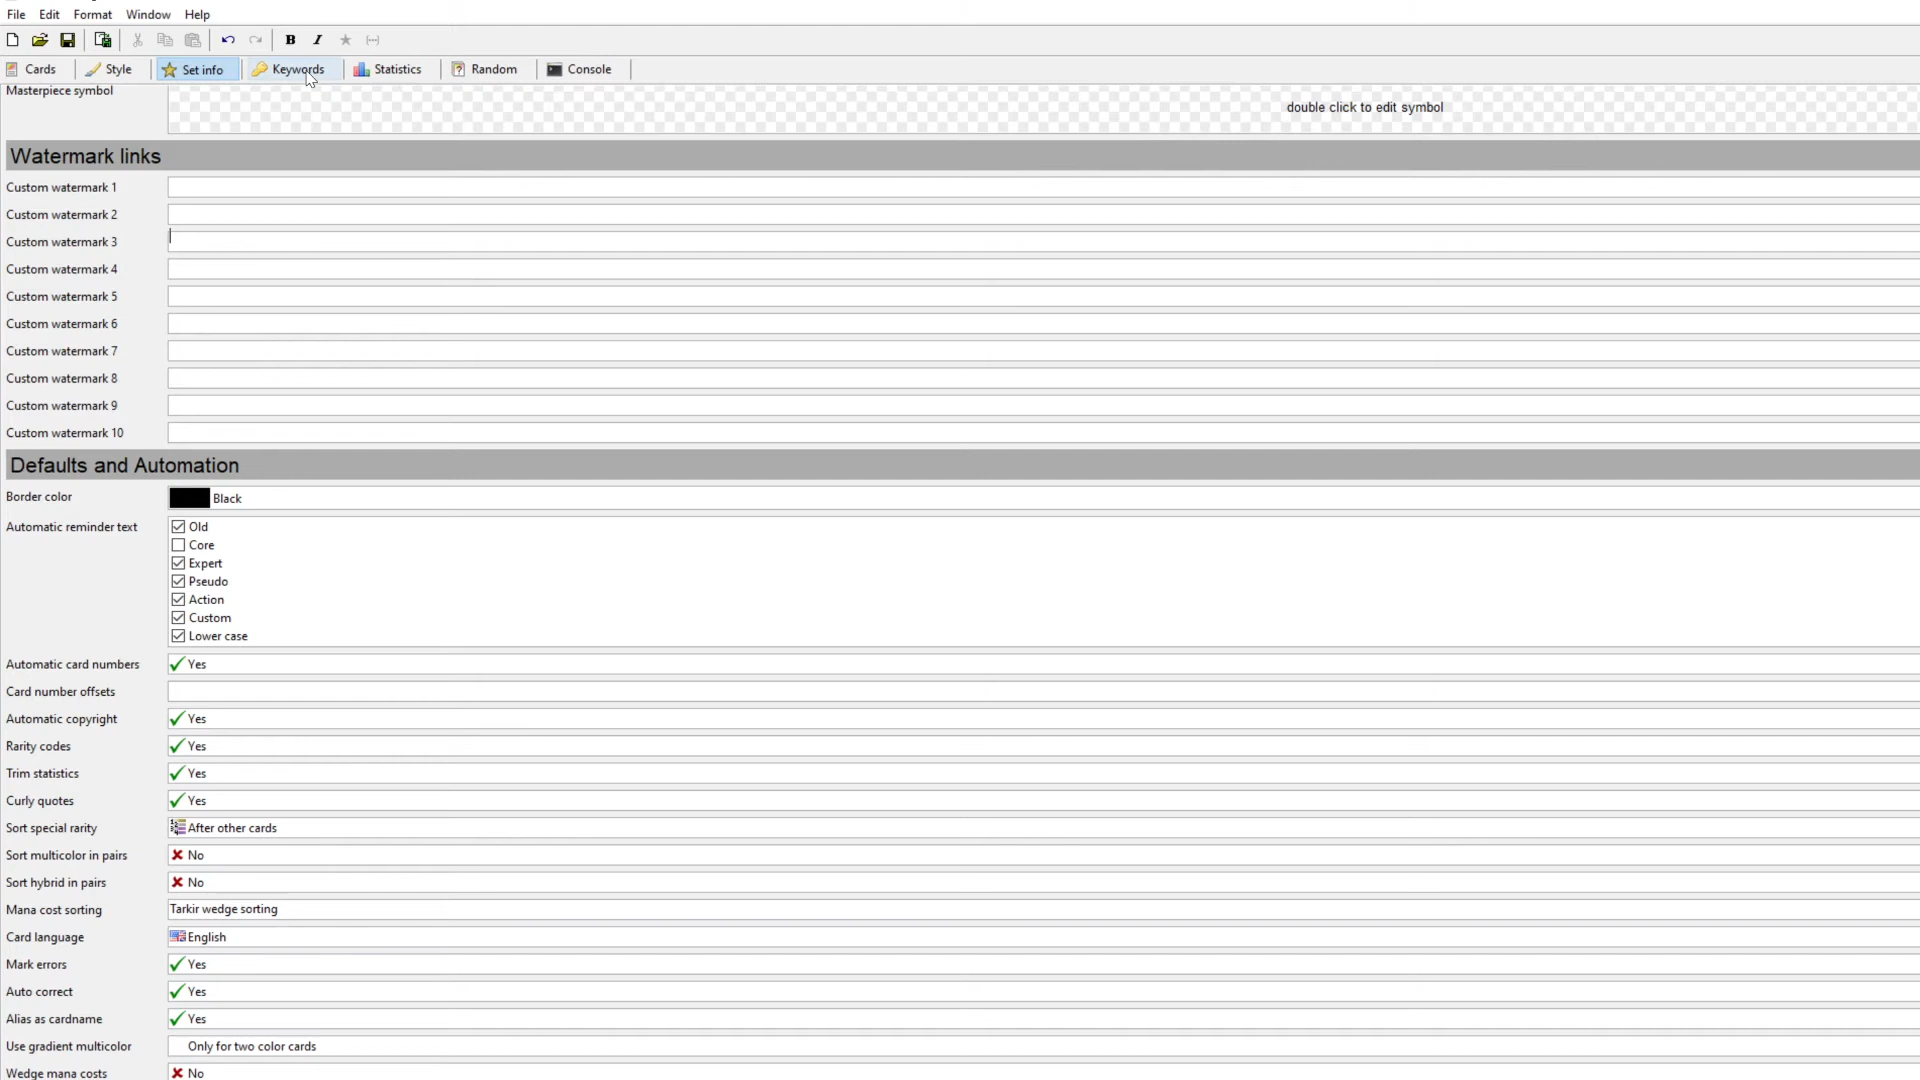 File Edit Format Window Help
B I
Cards Style Set info Keywords Statistics Random Console
Masterpiece symbol double click to edit symbol
Watermark links
Custom watermark 1
Custom watermark 2
Custom watermark 3
Custom watermark 4
Custom watermark 5
Custom watermark 6
Custom watermark 7
Custom watermark 8
Custom watermark 9
Custom watermark 10
Defaults and Automation
Border color Black
Automatic reminder text Old
Core
Expert
Pseudo
Action
Custom
Lower case
Automatic card numbers Yes
Card number offsets
Automatic copyright Yes
Rarity codes Yes
Trim statistics Yes
Curly quotes Yes
Sort special rarity After other cards
Sort multicolor in pairs No
Sort hybrid in pairs No
Mana cost sorting Tarkir wedge sorting
Card language English
Mark errors Yes
Auto correct Yes
Alias as cardname Yes
Use gradient multicolor Only for two color cards
Wedge mana costs No